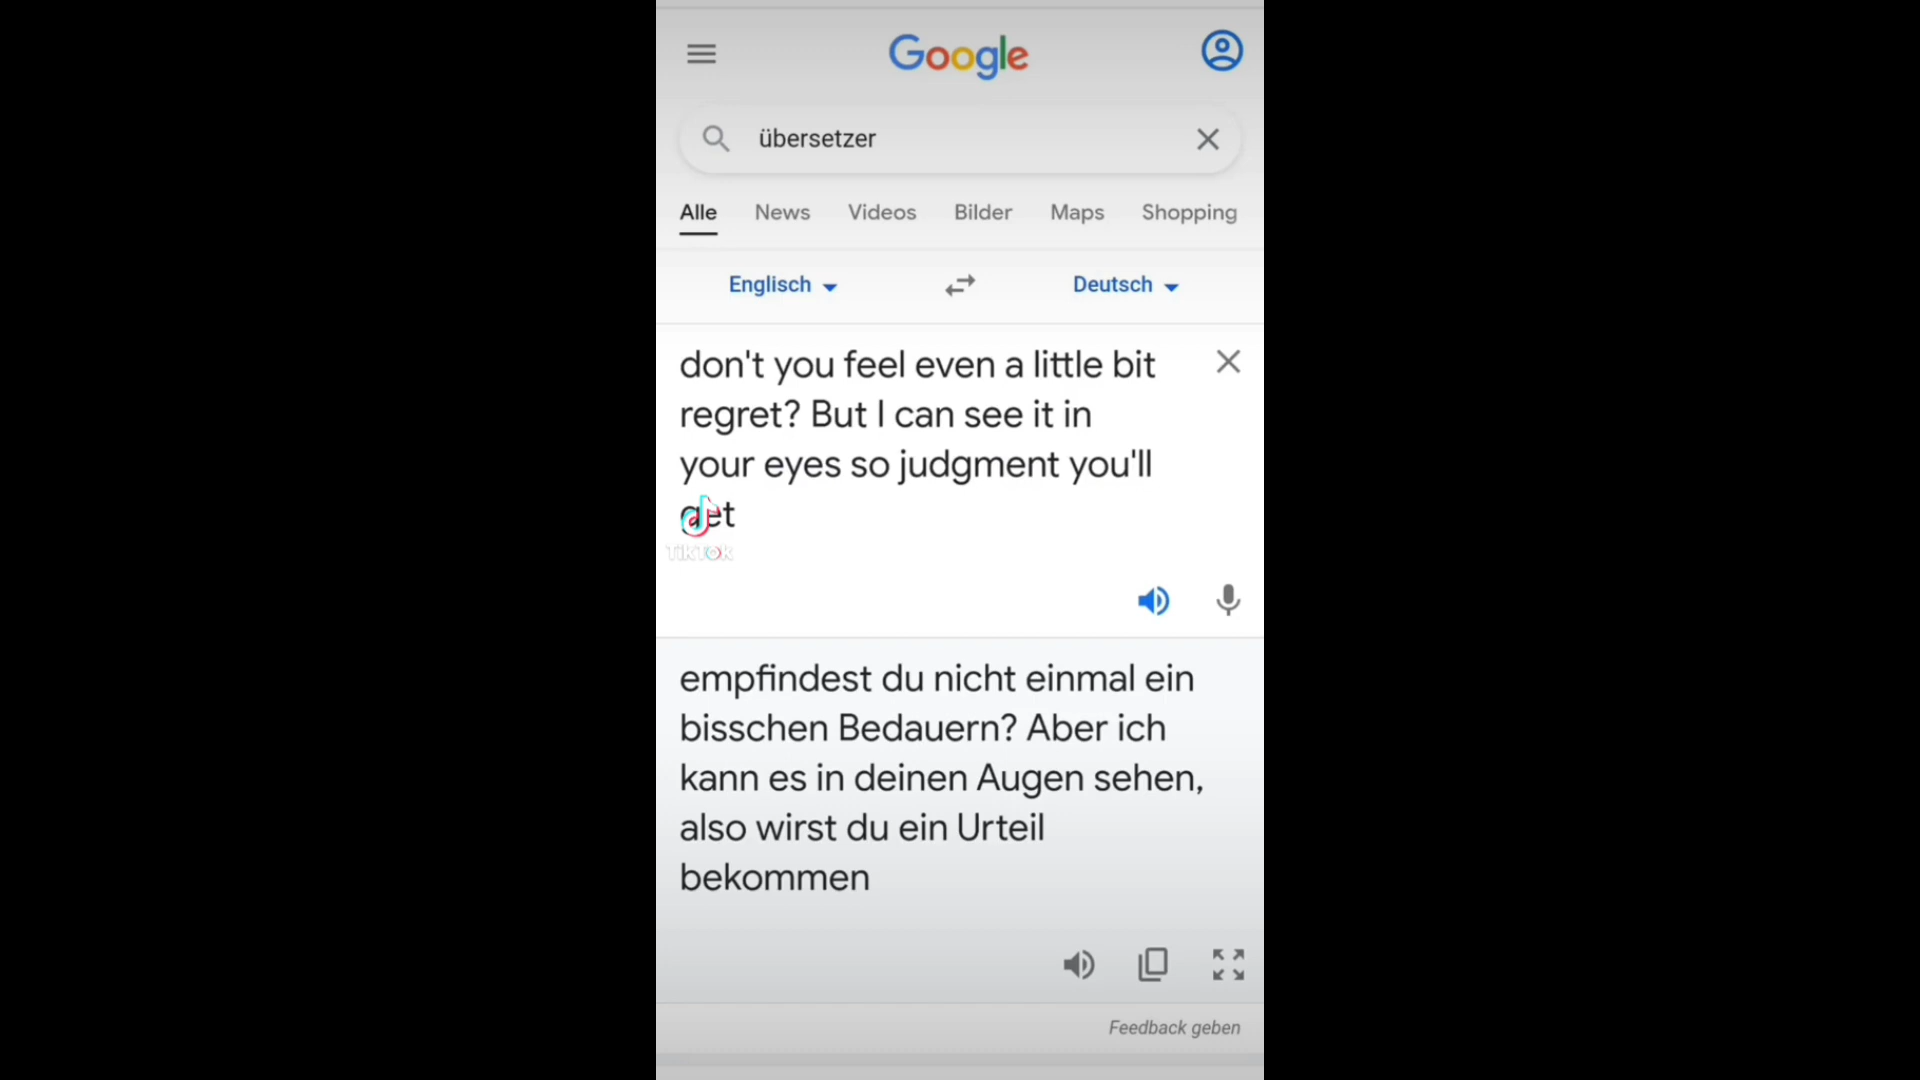 Google
übersetzer
Alle News Videos Bilder Maps Shopping
Englisch Deutsch
don't you feel even a little bit
regret? But I can see it in
your eyes so judgment you'll
get
TikTok
empfindest du nicht einmal ein
bisschen Bedauern? Aber ich
kann es in deinen Augen sehen,
also wirst du ein Urteil
bekommen
Feedback geben